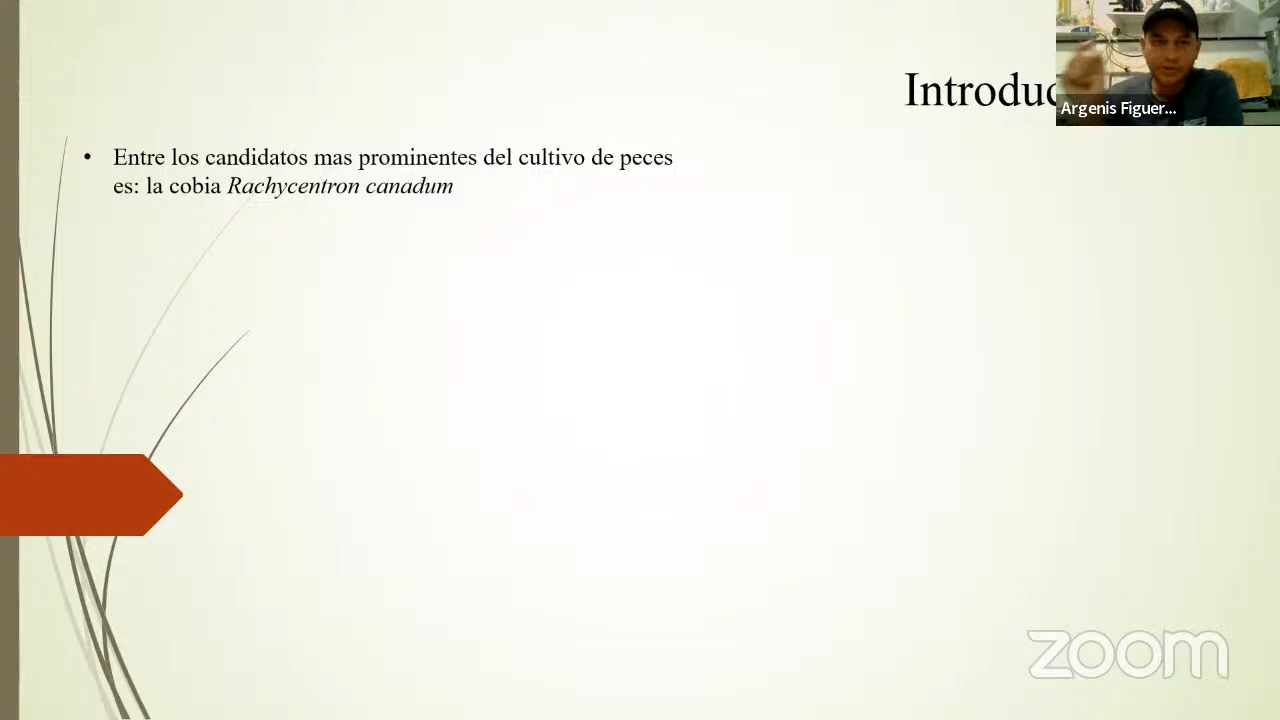 Introduc
Argenis Figuer...
• Entre los candidatos mas prominentes del cultivo de peces
es: la cobia Rachycentron canadum
zoom